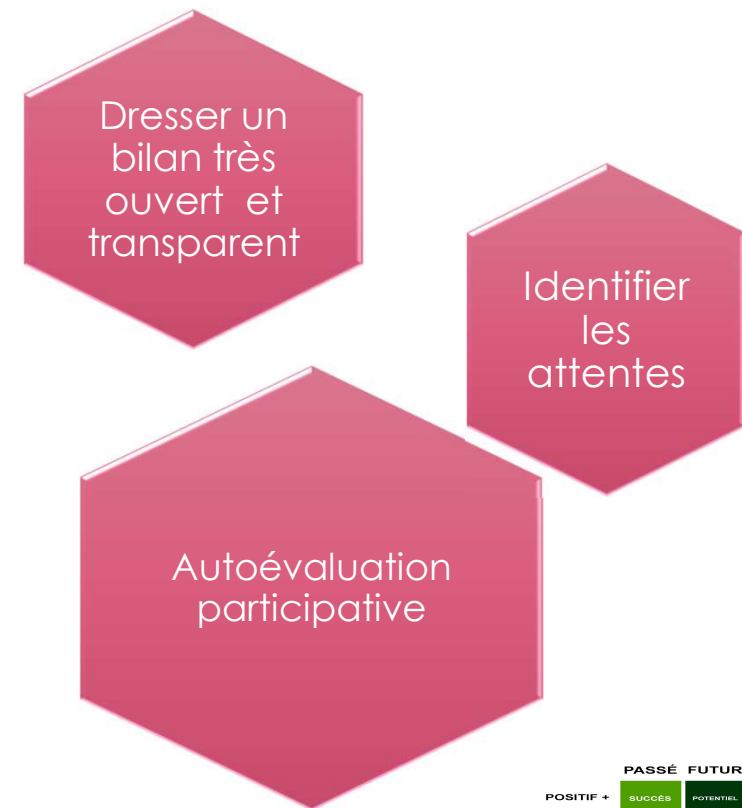 Dresser un
bilan très
ouvert et
transparent
Identifier
les
attentes
Autoévaluation
participative
PASSÉ FUTUR
POSITIF + SUCCÈS POTENTIEL